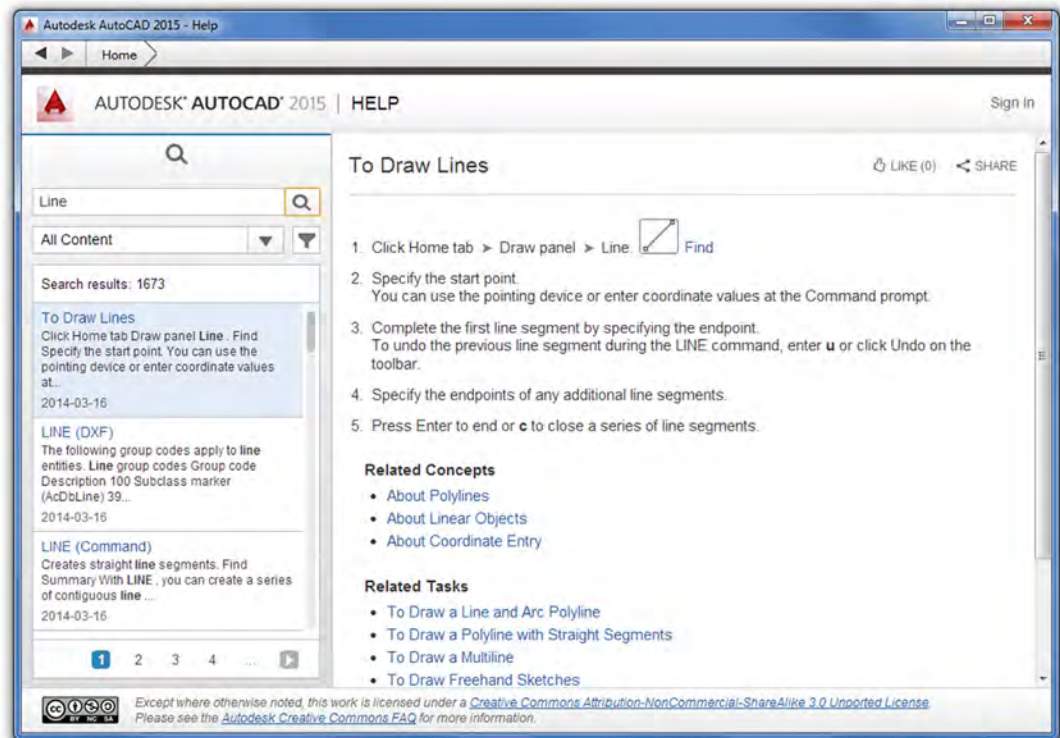 Autodesk AutoCAD 2015 - Help
Home
AUTODESK® AUTOCAD® 2015 | HELP
Sign In
Line
All Content
Search results: 1673
To Draw Lines
Click Home tab Draw panel Line . Find
Specify the start point. You can use the
pointing device or enter coordinate values
at...
2014-03-16
LINE (DXF)
The following group codes apply to line
entities. Line group codes Group code
Description 100 Subclass marker
(AcDbLine) 39...
2014-03-16
LINE (Command)
Creates straight line segments. Find
Summary With LINE , you can create a series
of contiguous line ...
2014-03-16
1 2 3 4 ...
To Draw Lines
LIKE (0) SHARE
1. Click Home tab ➤ Draw panel ➤ Line. Find
2. Specify the start point.
You can use the pointing device or enter coordinate values at the Command prompt.
3. Complete the first line segment by specifying the endpoint.
To undo the previous line segment during the LINE command, enter u or click Undo on the
toolbar.
4. Specify the endpoints of any additional line segments.
5. Press Enter to end or c to close a series of line segments.
Related Concepts
• About Polylines
• About Linear Objects
• About Coordinate Entry
Related Tasks
• To Draw a Line and Arc Polyline
• To Draw a Polyline with Straight Segments
• To Draw a Multiline
• To Draw Freehand Sketches
cc BY NC SA
Except where otherwise noted, this work is licensed under a Creative Commons Attribution-NonCommercial-ShareAlike 3.0 Unported License.
Please see the Autodesk Creative Commons FAQ for more information.